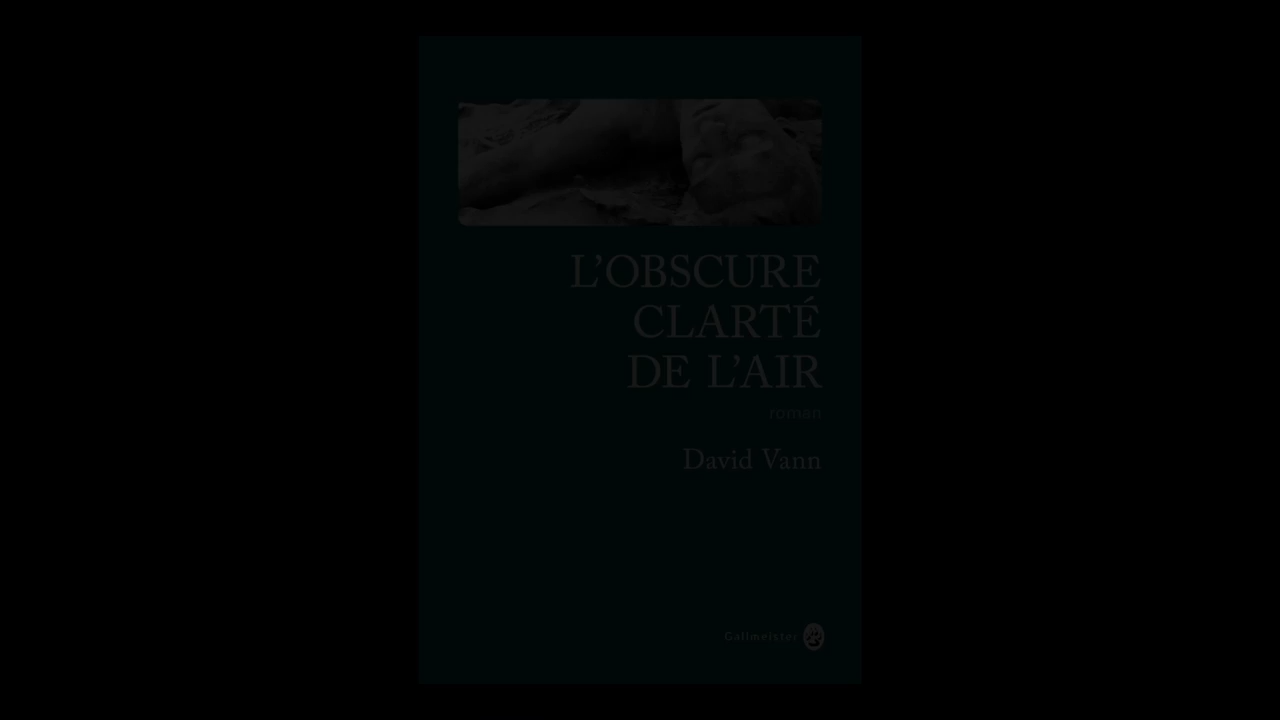 L’OBSCURE
CLARTÉ
DE L’AIR
roman
David Vann
Gallmeister